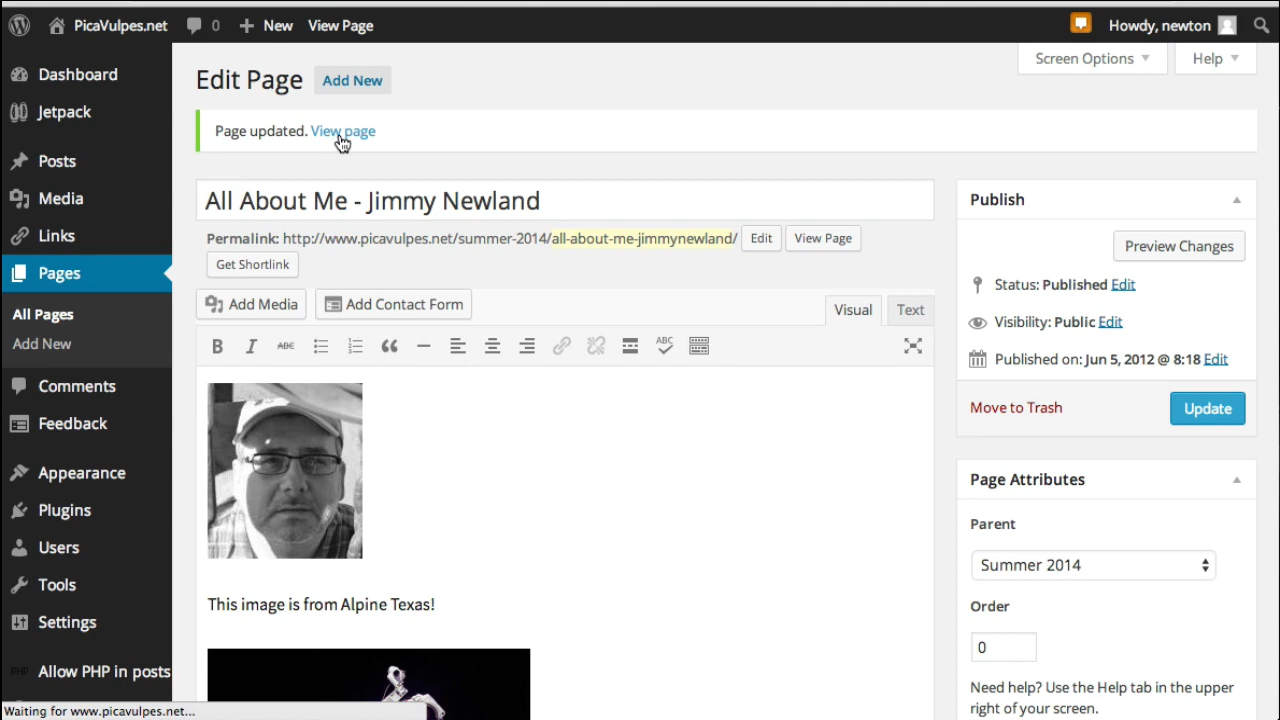 PicaVulpes.net 0 New View Page Howdy, newton
Dashboard
Jetpack
Posts
Media
Links
Pages
All Pages
Add New
Comments
Feedback
Appearance
Plugins
Users
Tools
Settings
PHP Allow PHP in posts
Screen Options Help
Edit Page Add New
Page updated. View page
All About Me - Jimmy Newland
Permalink: http://www.picavulpes.net/summer-2014/all-about-me-jimmynewland/ Edit View Page
Get Shortlink
Add Media Add Contact Form Visual Text
B I ABC ABC
This image is from Alpine Texas!
Publish
Preview Changes
Status: Published Edit
Visibility: Public Edit
Published on: Jun 5, 2012 @ 8:18 Edit
Move to Trash Update
Page Attributes
Parent
Summer 2014
Order
0
Need help? Use the Help tab in the upper
right of your screen.
Waiting for www.picavulpes.net...